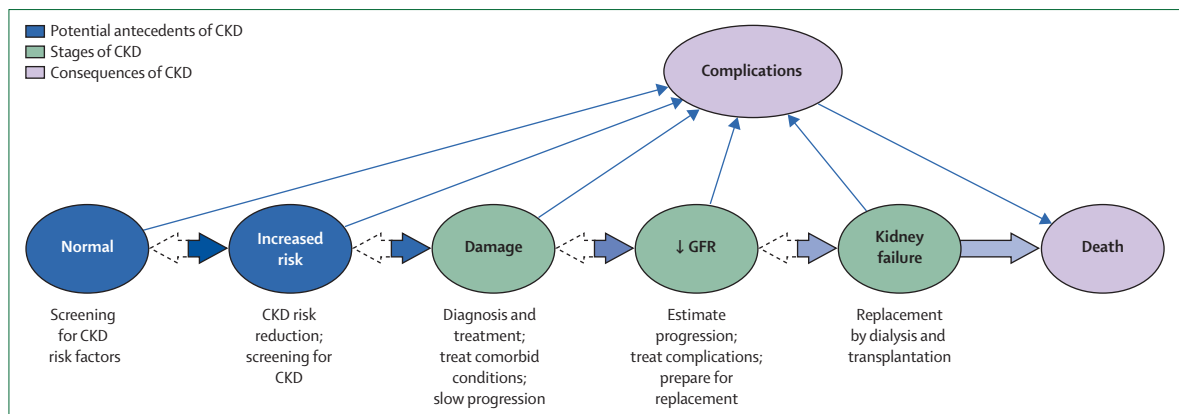 Potential antecedents of CKD
Stages of CKD
Consequences of CKD
Complications
Normal
Increased
risk
Damage
↓ GFR
Kidney
failure
Death
Screening
for CKD
risk factors
CKD risk
reduction;
screening for
CKD
Diagnosis and
treatment;
treat comorbid
conditions;
slow progression
Estimate
progression;
treat complications;
prepare for
replacement
Replacement
by dialysis and
transplantation